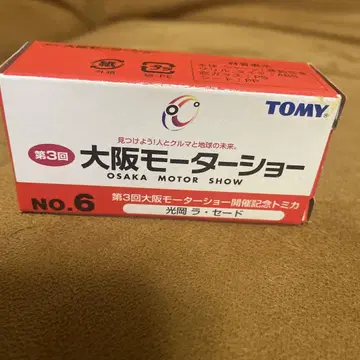 紙
外箱
TOMY
見つけよう!人とクルマと地球の未来。
第3回
大阪モーターショー
OSAKA MOTOR SHOW
NO.6
第3回大阪モーターショー開催記念トミカ
光岡 ラ・セード